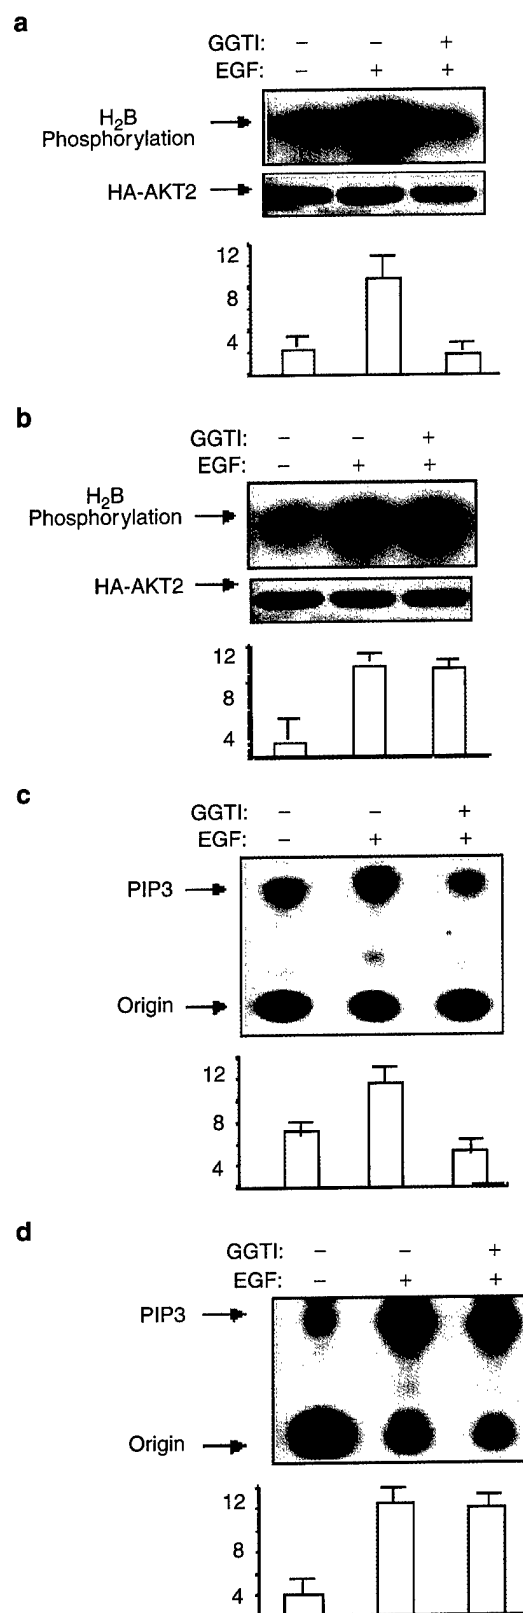 a
GGTI: – – +
EGF: – + +
H2B
Phosphorylation
HA-AKT2
12
8
4
b
GGTI: – – +
EGF: – + +
H2B
Phosphorylation
HA-AKT2
12
8
4
c
GGTI: – – +
EGF: – + +
PIP3
Origin
12
8
4
d
GGTI: – – +
EGF: – + +
PIP3
Origin
12
8
4